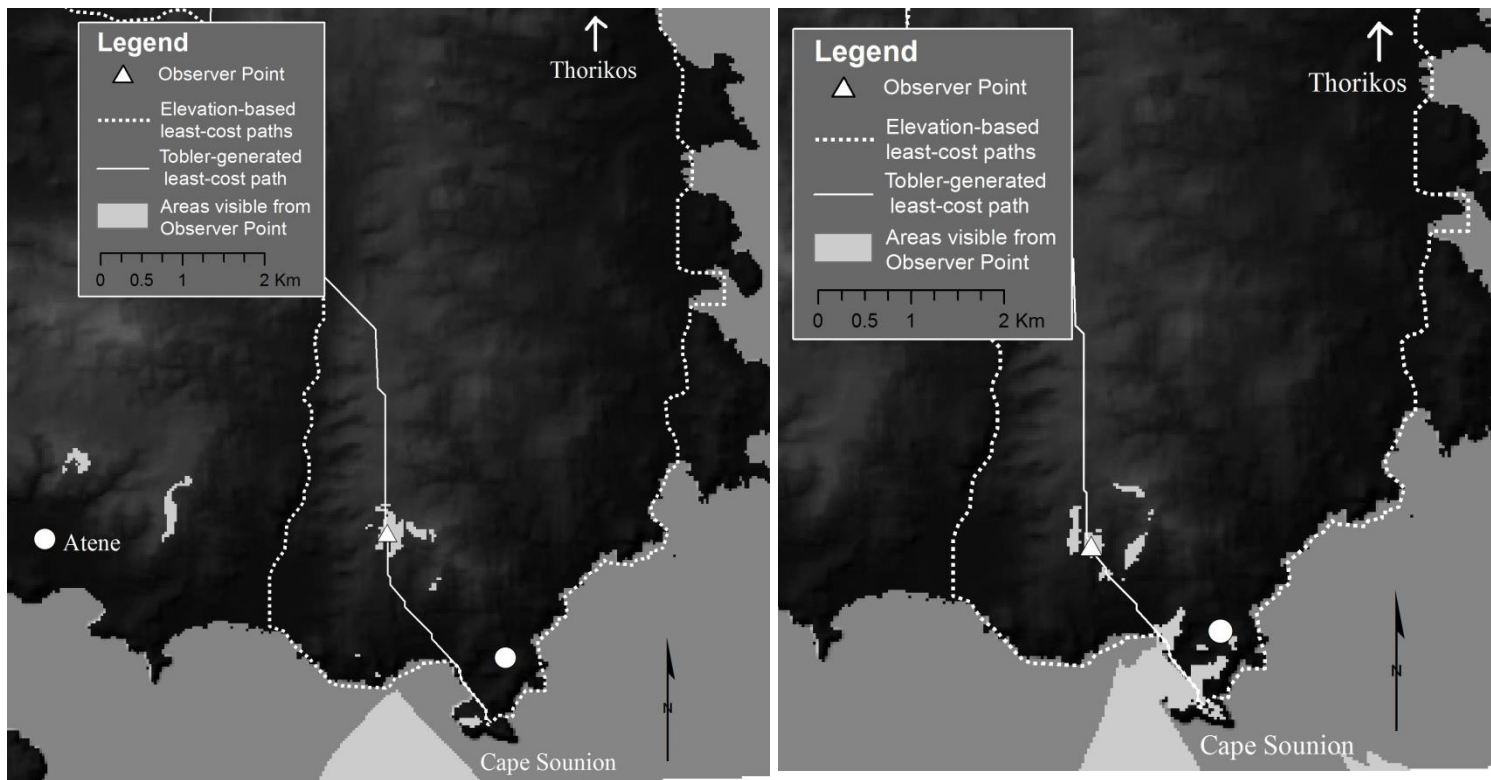 Legend
Observer Point
Elevation-based
least-cost paths
Tobler-generated
least-cost path
Areas visible from
Observer Point
0 0.5 1 2 Km
Thorikos
Atene
N
Cape Sounion
Legend
Observer Point
Elevation-based
least-cost paths
Tobler-generated
least-cost path
Areas visible from
Observer Point
0 0.5 1 2 Km
Thorikos
N
Cape Sounion